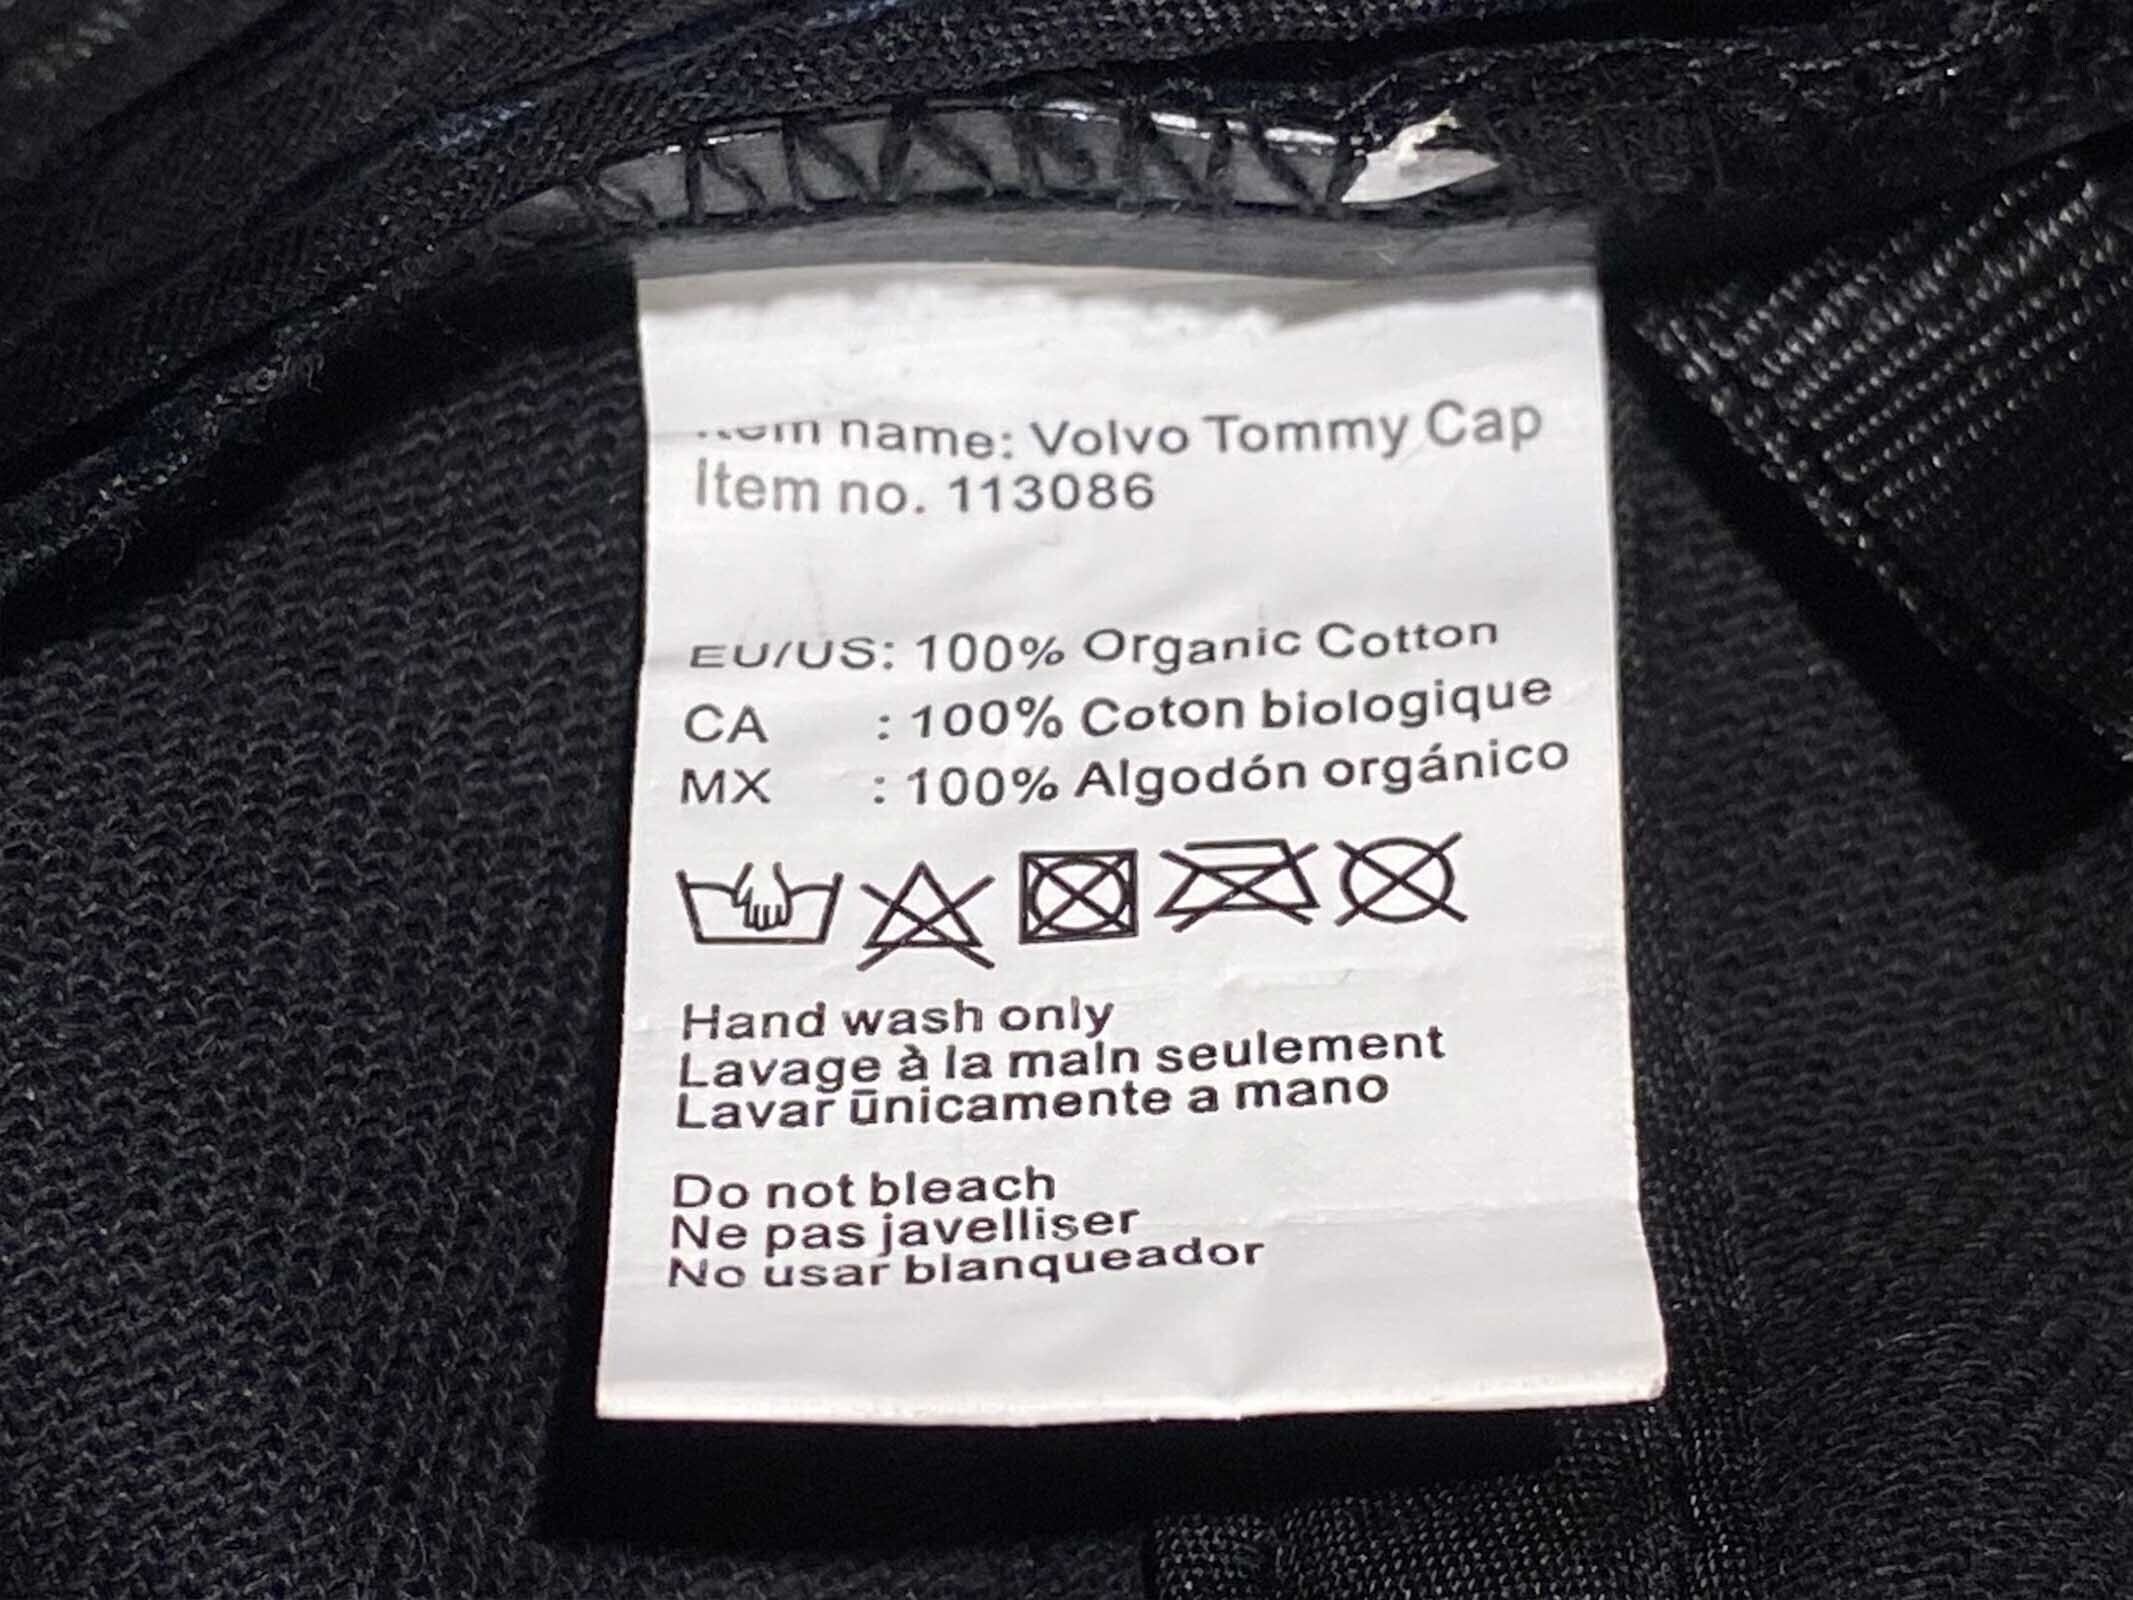 Item name: Volvo Tommy Cap
Item no. 113086
EU/US: 100% Organic Cotton
CA : 100% Coton biologique
MX : 100% Algodón orgánico
Hand wash only
Lavage à la maln seulement
Lavar ūnicamente a mano
Do not bleach
Ne pas javelliser
No usar blanqueador